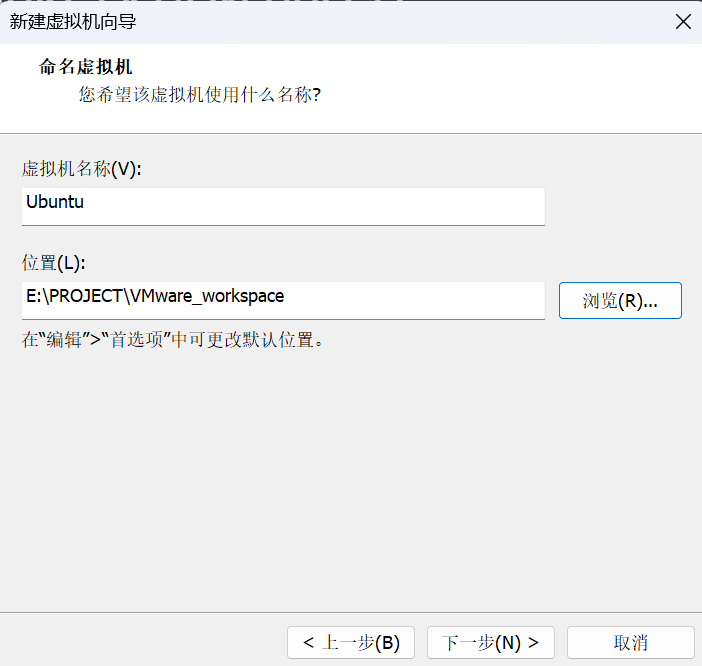 新建虚拟机向导
命名虚拟机
您希望该虚拟机使用什么名称?
虚拟机名称(V):
Ubuntu
位置(L):
E:\PROJECT\VMware_workspace
浏览(R)...
在“编辑”>“首选项”中可更改默认位置。
< 上一步(B)
下一步(N) >
取消